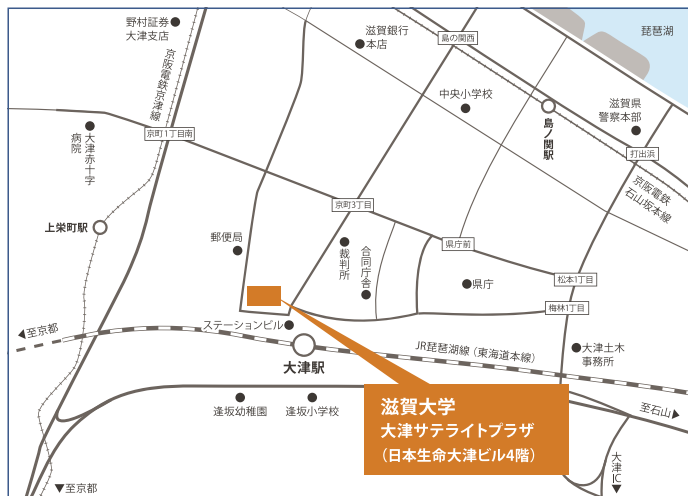 野村証券
大津支店
京阪電鉄京津線
滋賀銀行
本店
島の関西
琵琶湖
中央小学校
滋賀県
警察本部
島ノ関駅
打出浜
京阪電鉄
石山坂本線
京町1丁目南
大津赤十字
病院
上栄町駅
京町3丁目
郵便局
裁判所
合同庁舎
県庁前
県庁
松本1丁目
梅林1丁目
ステーションビル
至京都
大津駅
JR琵琶湖線（東海道本線）
大津土木
事務所
逢坂幼稚園
逢坂小学校
滋賀大学
大津サテライトプラザ
（日本生命大津ビル4階）
至石山
大津IC
至京都